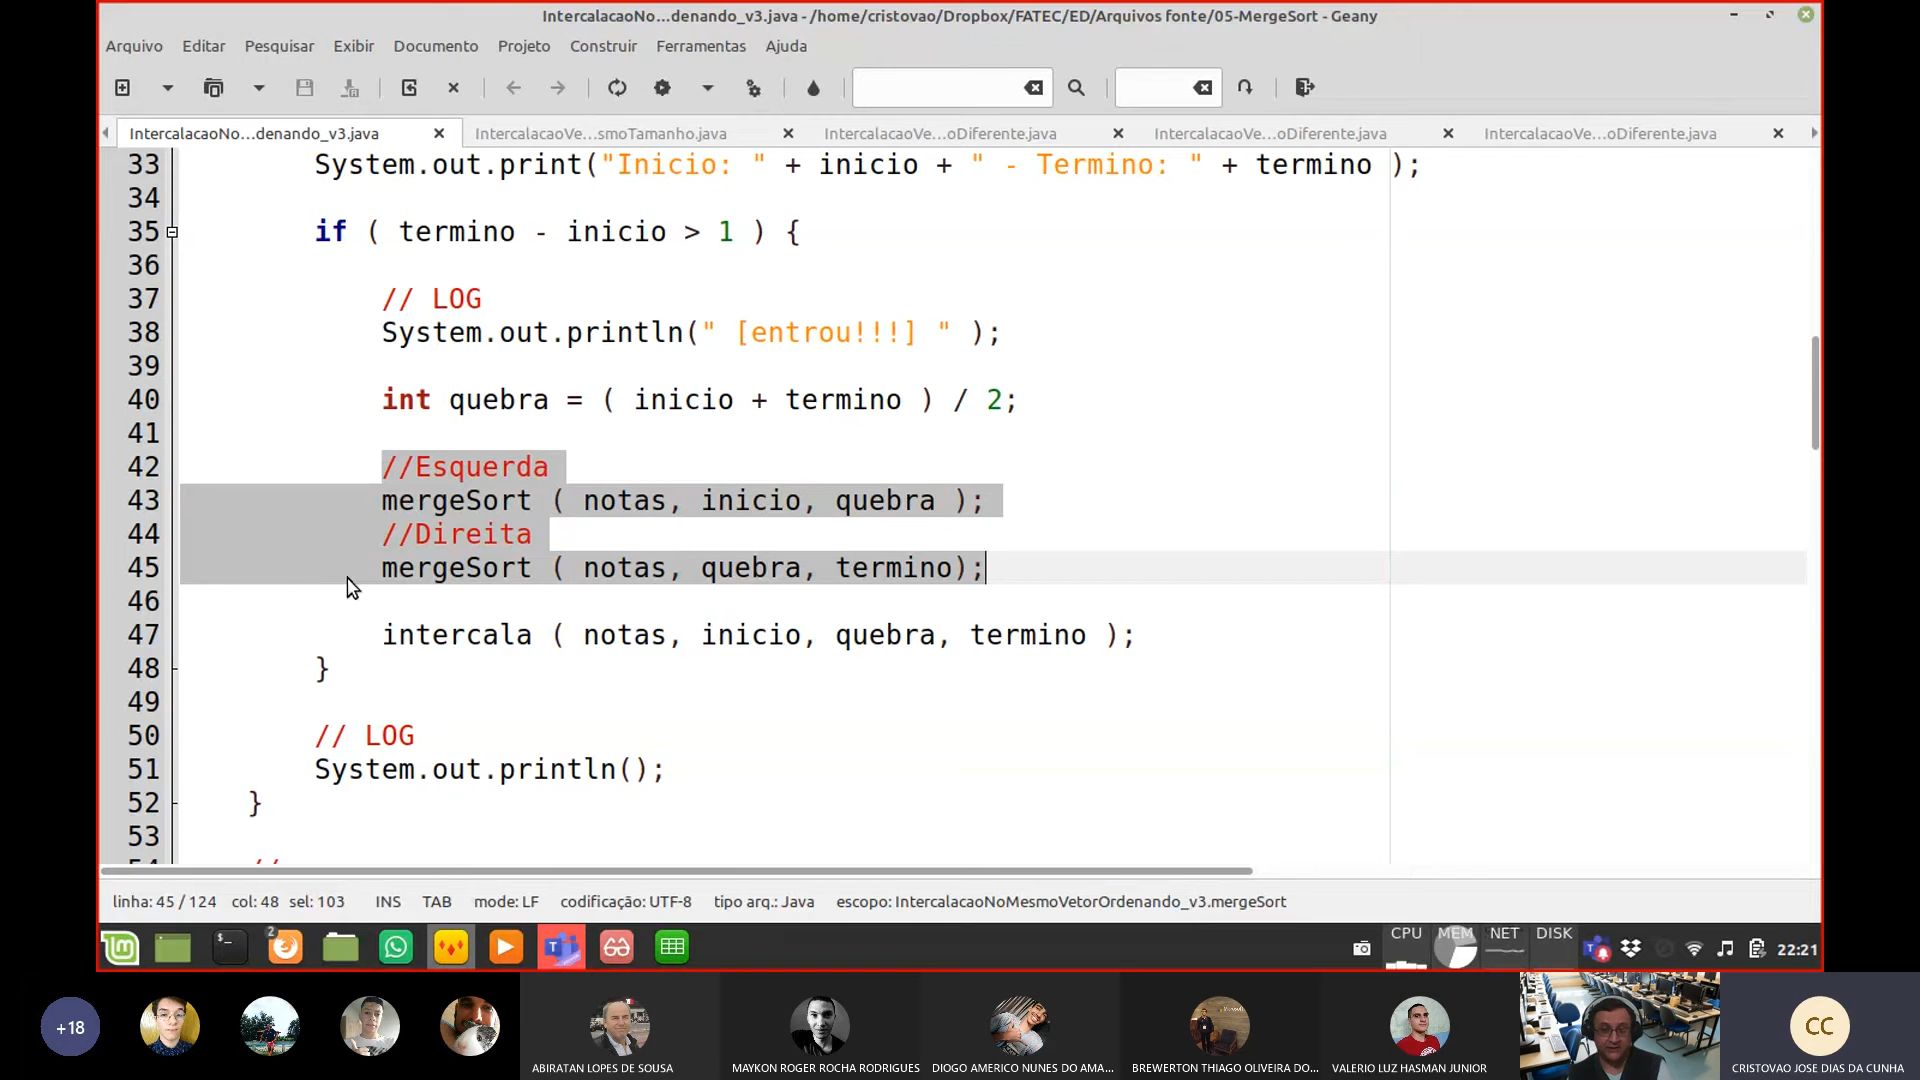 IntercalacaoNo...denando_v3.java - /home/cristovao/Dropbox/FATEC/ED/Arquivos fonte/05-MergeSort - Geany
Arquivo Editar Pesquisar Exibir Documento Projeto Construir Ferramentas Ajuda
IntercalacaoNo...denando_v3.java IntercalacaoVe...smoTamanho.java IntercalacaoVe...oDiferente.java IntercalacaoVe...oDiferente.java IntercalacaoVe...oDiferente.java
33 System.out.print("Inicio: " + inicio + " - Termino: " + termino );
34
35 if ( termino - inicio > 1 ) {
36
37 // LOG
38 System.out.println(" [entrou!!!] " );
39
40 int quebra = ( inicio + termino ) / 2;
41
42 //Esquerda
43 mergeSort ( notas, inicio, quebra );
44 //Direita
45 mergeSort ( notas, quebra, termino);
46
47 intercala ( notas, inicio, quebra, termino );
48 }
49
50 // LOG
51 System.out.println();
52 }
53
54 //
linha: 45 / 124 col: 48 sel: 103 INS TAB mode: LF codificação: UTF-8 tipo arq.: Java escopo: IntercalacaoNoMesmoVetorOrdenando_v3.mergeSort
2 CPU MEM NET DISK 22:21
+18 CC
ABIRATAN LOPES DE SOUSA MAYKON ROGER ROCHA RODRIGUES DIOGO AMERICO NUNES DO AMA... BREWERTON THIAGO OLIVEIRA DO... VALERIO LUZ HASMAN JUNIOR CRISTOVAO JOSE DIAS DA CUNHA